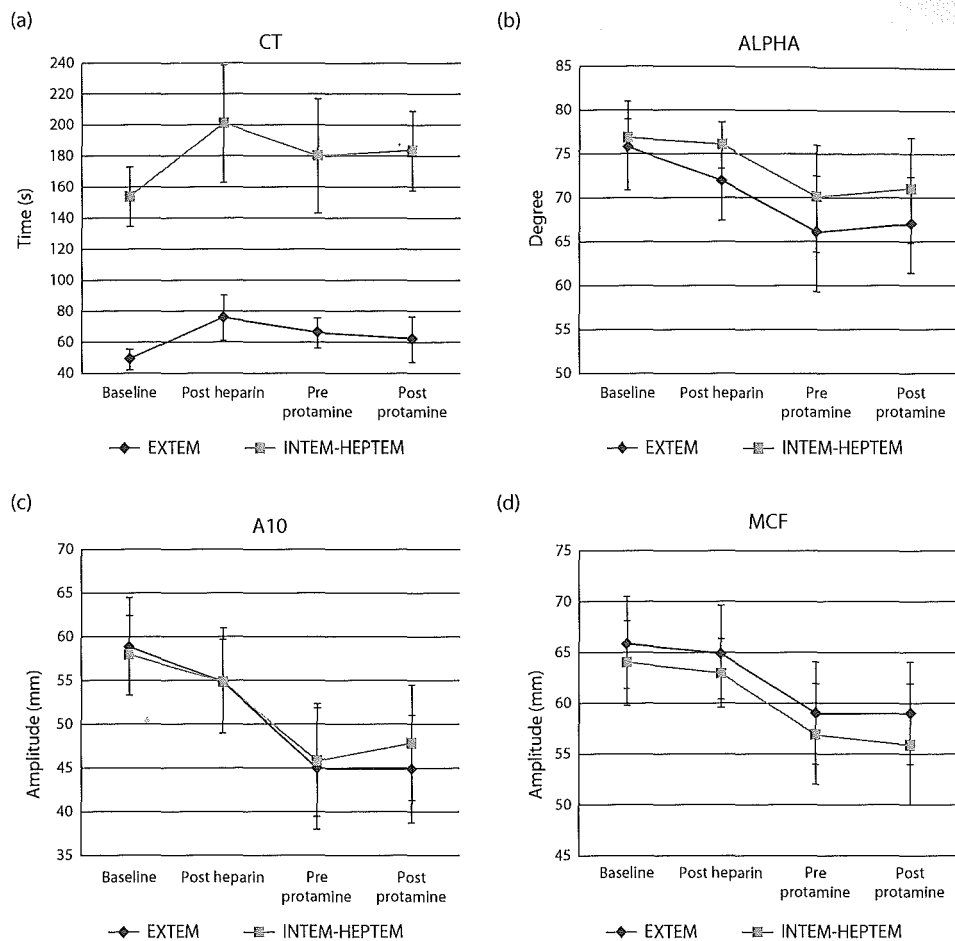 (a)
CT
240
220
200
180
160
140
120
100
80
60
40
Time (s)
Baseline
Post heparin
Pre
protamine
Post
protamine
EXTEM
INTEM-HEPTEM
(b)
ALPHA
85
80
75
70
65
60
55
50
Degree
Baseline
Post heparin
Pre
protamine
Post
protamine
EXTEM
INTEM-HEPTEM
(c)
A10
70
65
60
55
50
45
40
35
Amplitude (mm)
Baseline
Post heparin
Pre
protamine
Post
protamine
EXTEM
INTEM-HEPTEM
(d)
MCF
75
70
65
60
55
50
45
Amplitude (mm)
Baseline
Post heparin
Pre
protamine
Post
protamine
EXTEM
INTEM-HEPTEM